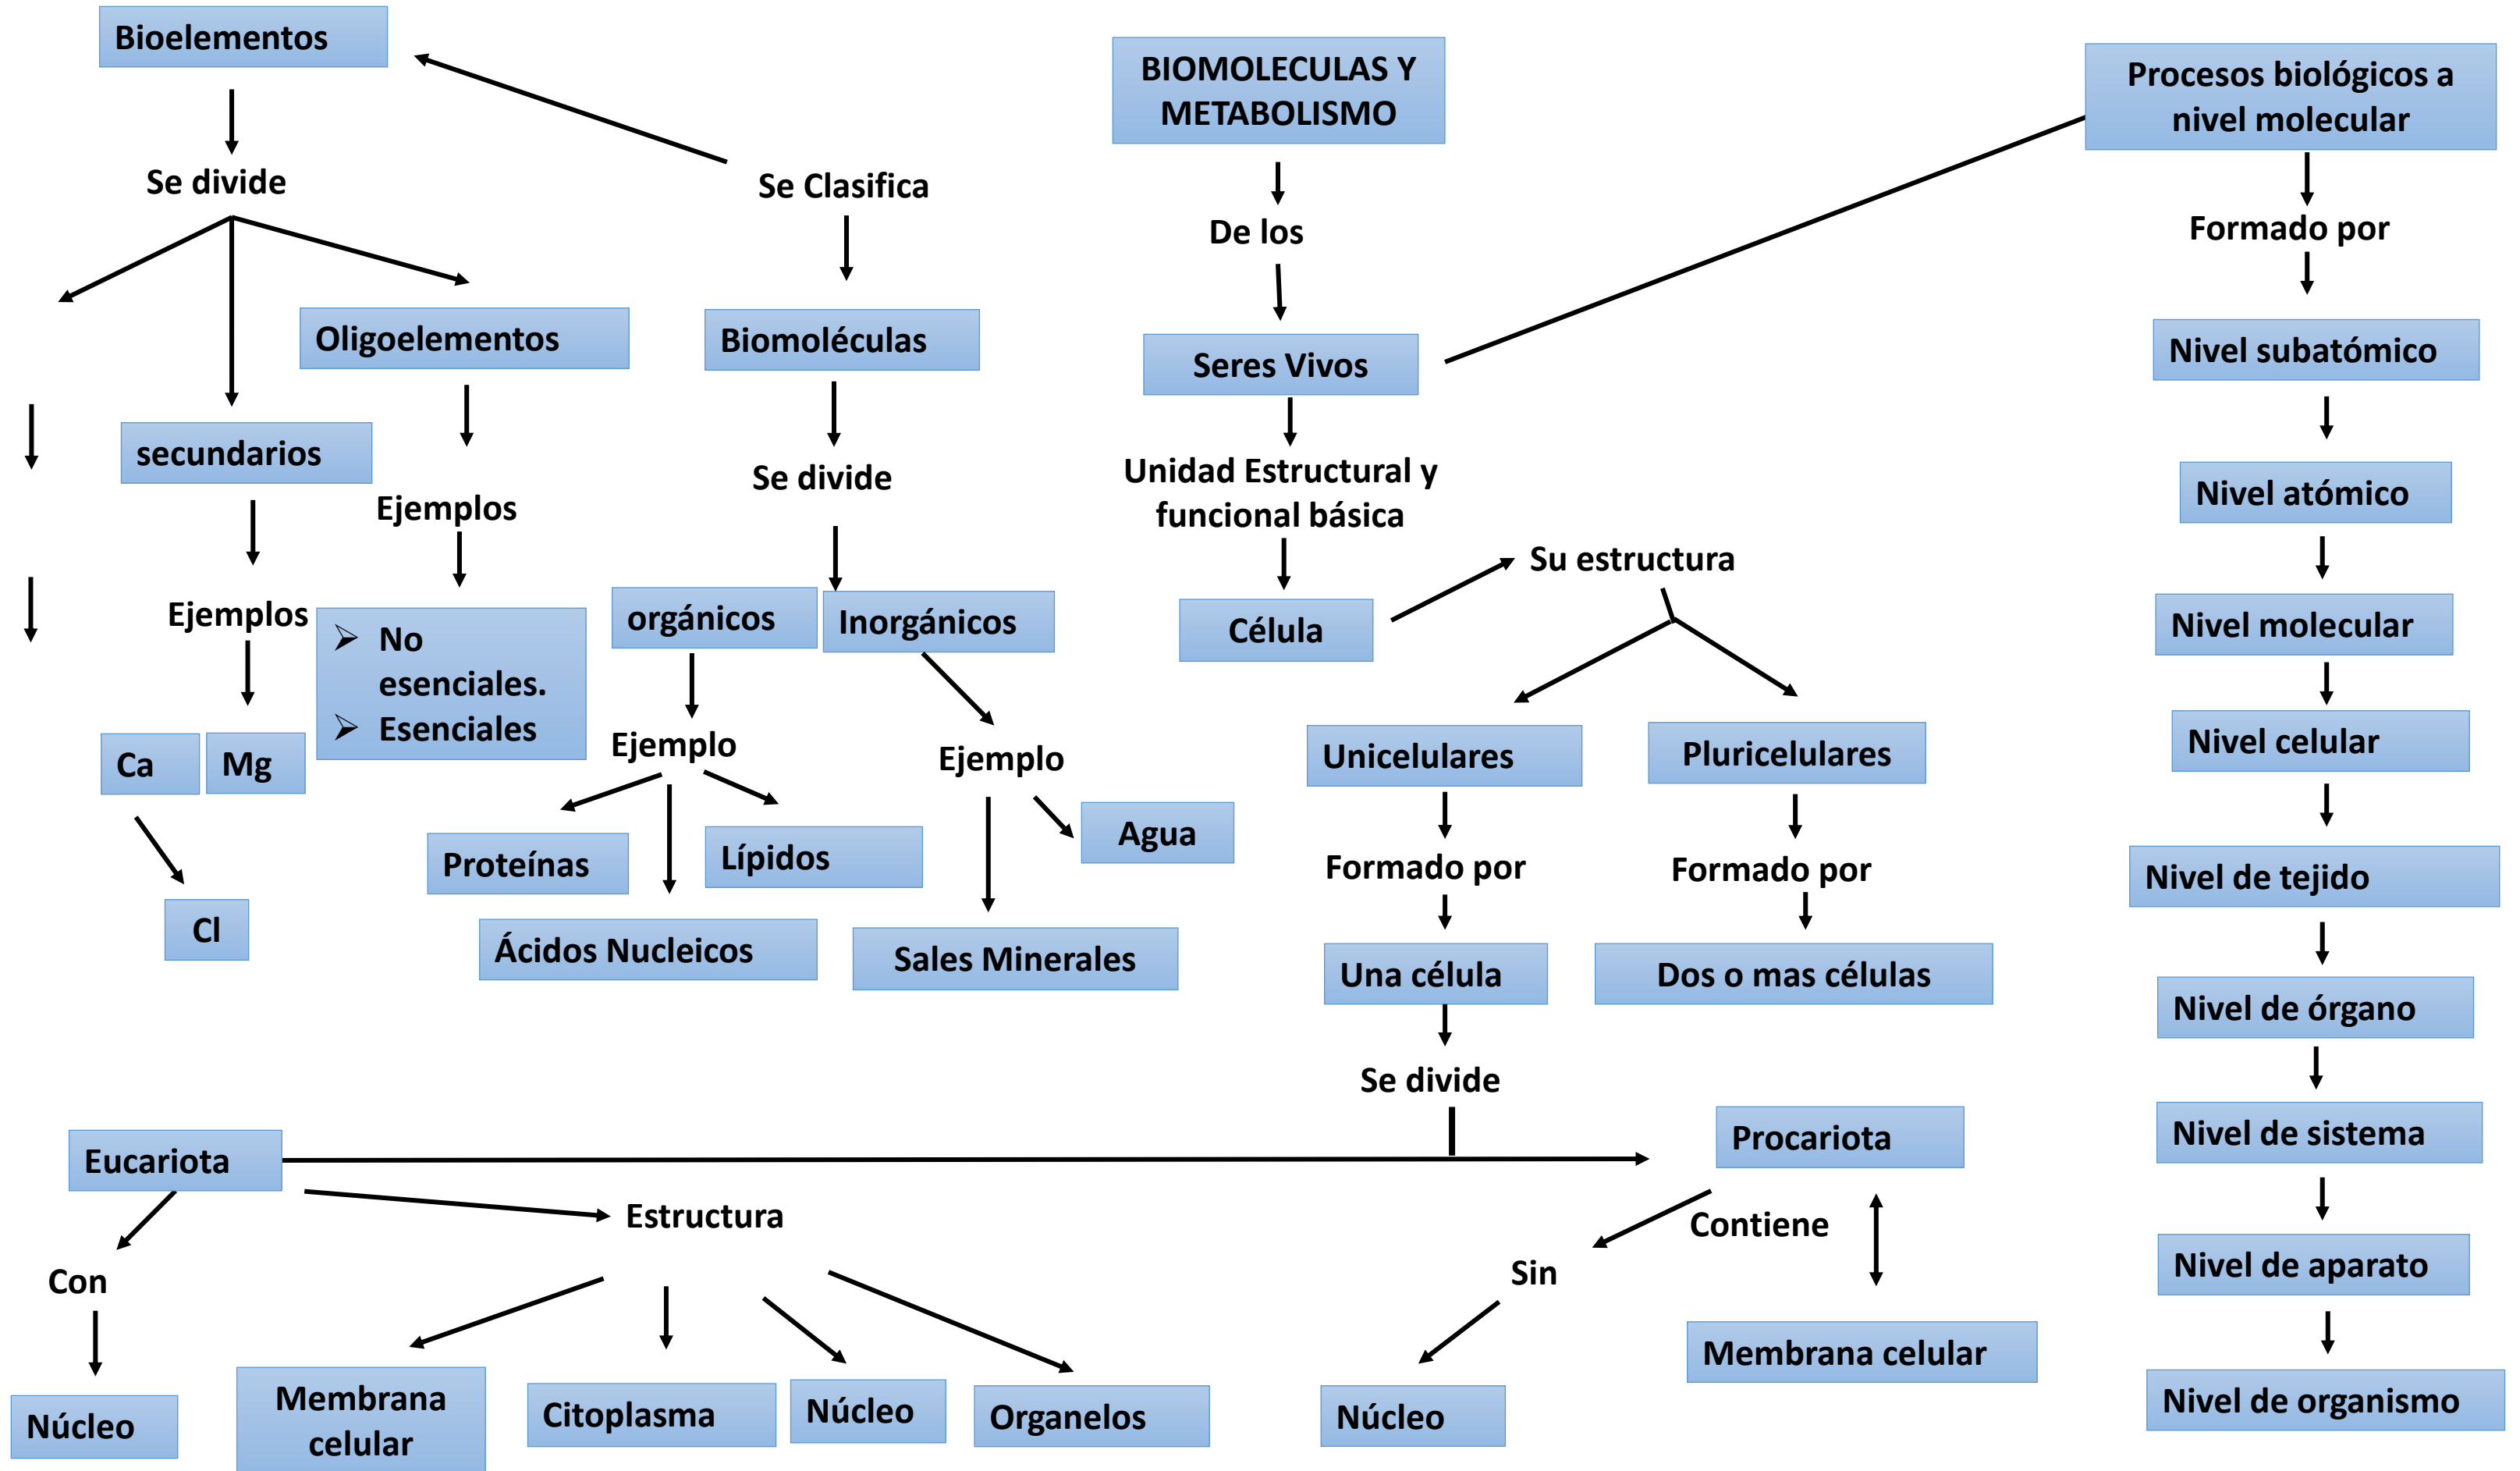 Bioelementos
Se divide
Oligoelementos
secundarios
Ejemplos
Ejemplos
➢ No
esenciales.
➢ Esenciales
Ca
Mg
Cl
Se Clasifica
Biomoléculas
Se divide
orgánicos
Inorgánicos
Ejemplo
Ejemplo
Proteínas
Lípidos
Ácidos Nucleicos
Agua
Sales Minerales
BIOMOLECULAS Y
METABOLISMO
De los
Seres Vivos
Unidad Estructural y
funcional básica
Célula
Su estructura
Unicelulares
Pluricelulares
Formado por
Formado por
Una célula
Dos o mas células
Se divide
Eucariota
Procariota
Con
Núcleo
Estructura
Membrana
celular
Citoplasma
Núcleo
Organelos
Sin
Núcleo
Contiene
Membrana celular
Procesos biológicos a
nivel molecular
Formado por
Nivel subatómico
Nivel atómico
Nivel molecular
Nivel celular
Nivel de tejido
Nivel de órgano
Nivel de sistema
Nivel de aparato
Nivel de organismo